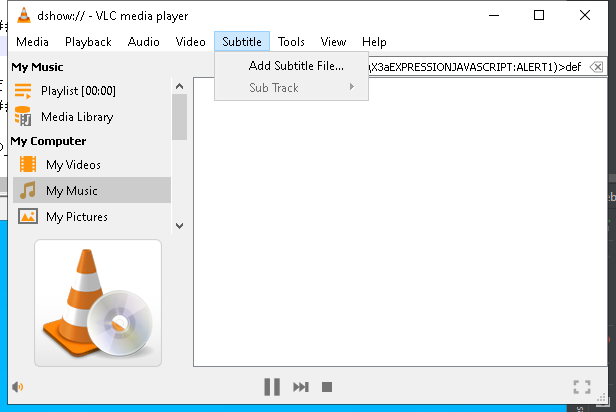 dshow:// - VLC media player
Media Playback Audio Video Subtitle Tools View Help
My Music
Add Subtitle File...
X3aEXPRESSIONJAVASCRIPT:ALERT1)>def
Playlist [00:00]
Sub Track
Media Library
My Computer
My Videos
My Music
My Pictures